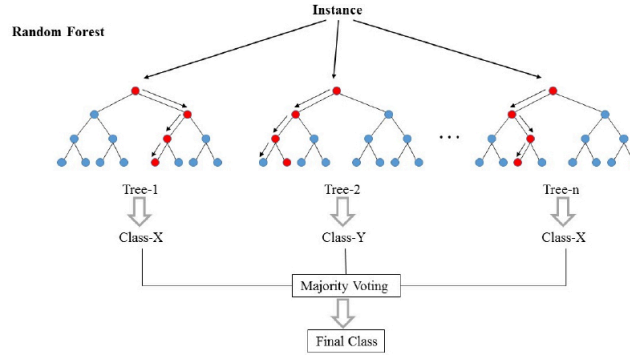 Instance
Random Forest
Tree-1
Tree-2
Tree-n
Class-X
Class-Y
Class-X
Majority Voting
Final Class